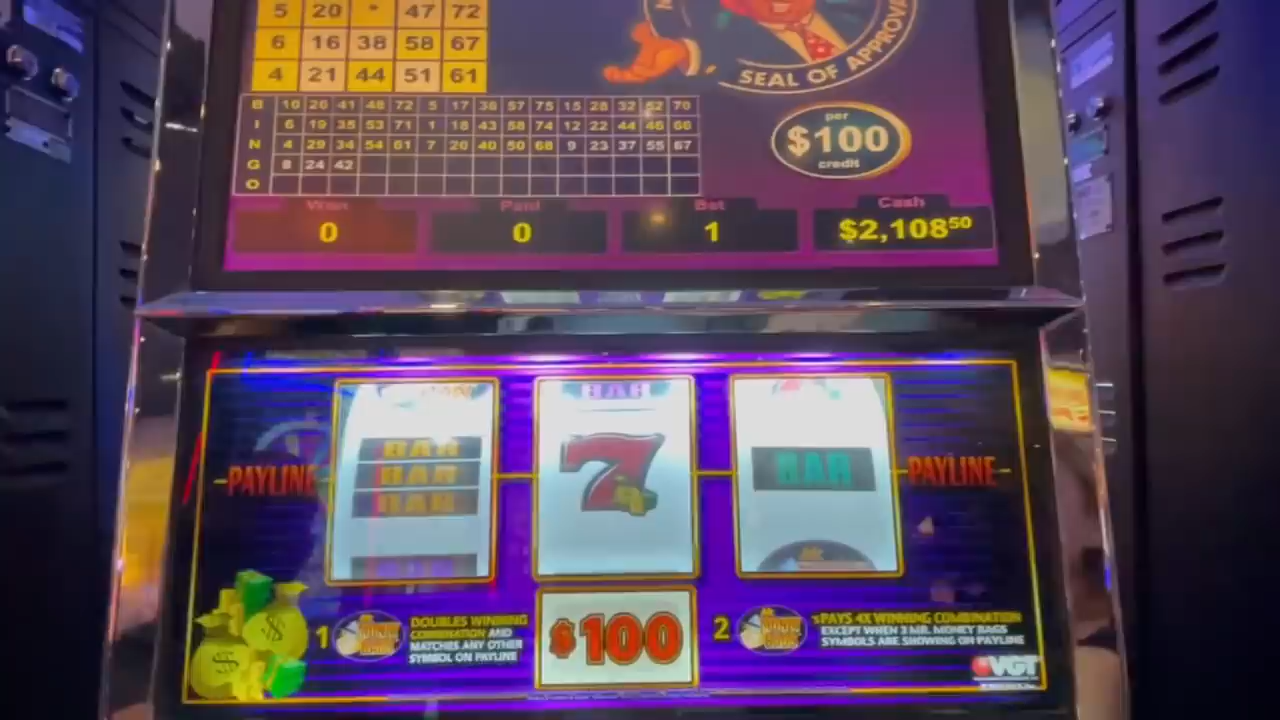 5 20 * 47 72
6 16 38 58 67
4 21 44 51 61
SEAL OF APPROVA
B 10 20 41 48 72 5 17 36 57 75 15 28 32 52 70
I 6 19 35 53 71 1 18 43 58 74 12 22 44 46 66
N 4 29 34 54 61 7 20 40 50 68 9 23 37 55 67
G 8 24 42
O
per
$100
credit
Won Paid Bet Cash
0 0 1 $2,108⁵⁰
BAR
BAR
BAR
BAR
7
BAR
-PAYLINE
PAYLINE-
1
DOUBLES WINNING
COMBINATION AND
MATCHES ANY OTHER
SYMBOL ON PAYLINE
$100
2
PAYS 4X WINNING COMBINATION
EXCEPT WHEN 3 MR. MONEY BAGS
SYMBOLS ARE SHOWING ON PAYLINE
VGT